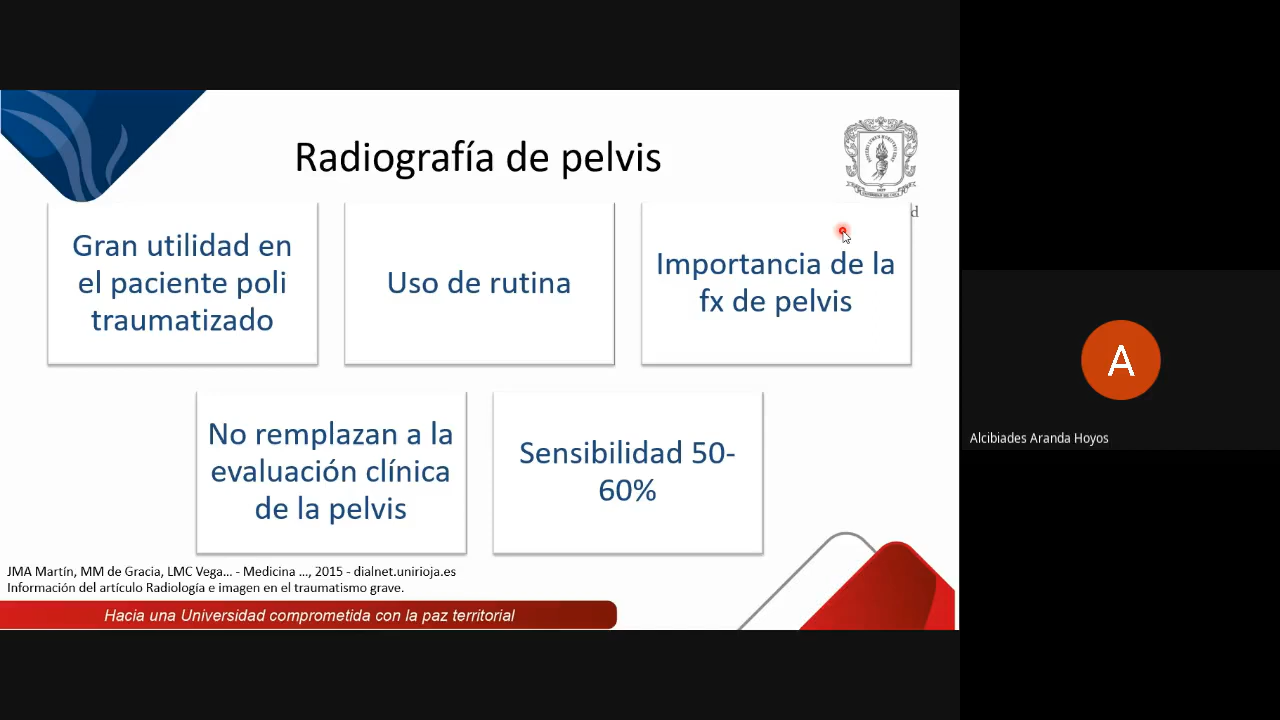 Radiografía de pelvis
d
Gran utilidad en
el paciente poli
traumatizado
Uso de rutina
Importancia de la
fx de pelvis
No remplazan a la
evaluación clínica
de la pelvis
Sensibilidad 50-
60%
JMA Martín, MM de Gracia, LMC Vega... - Medicina ..., 2015 - dialnet.unirioja.es
Información del artículo Radiología e imagen en el traumatismo grave.
Hacia una Universidad comprometida con la paz territorial
A
Alcibiades Aranda Hoyos